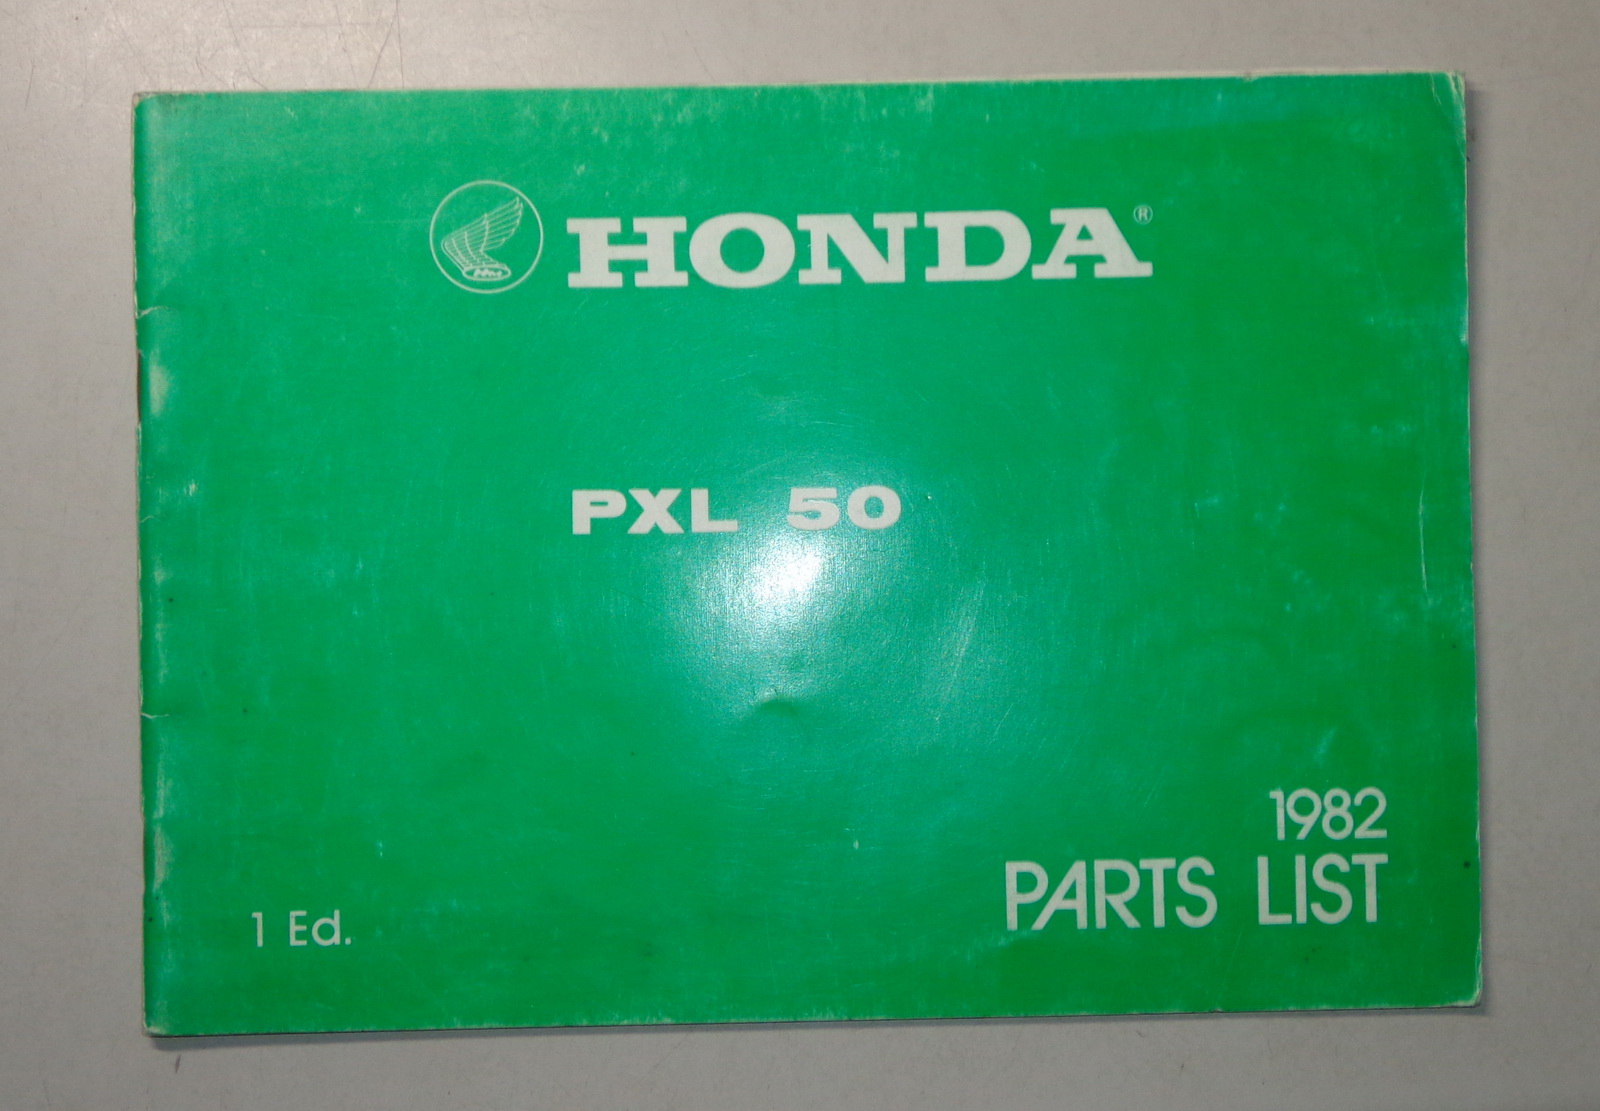 HONDA®
PXL 50
1982
PARTS LIST
1 Ed.